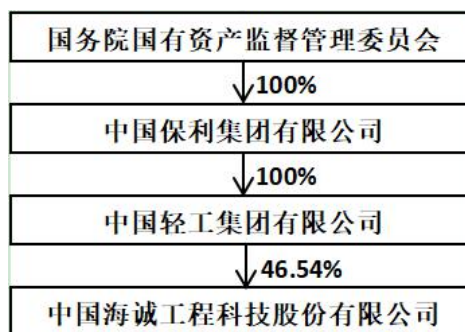 国务院国有资产监督管理委员会
100%
中国保利集团有限公司
100%
中国轻工集团有限公司
46.54%
中国海诚工程科技股份有限公司